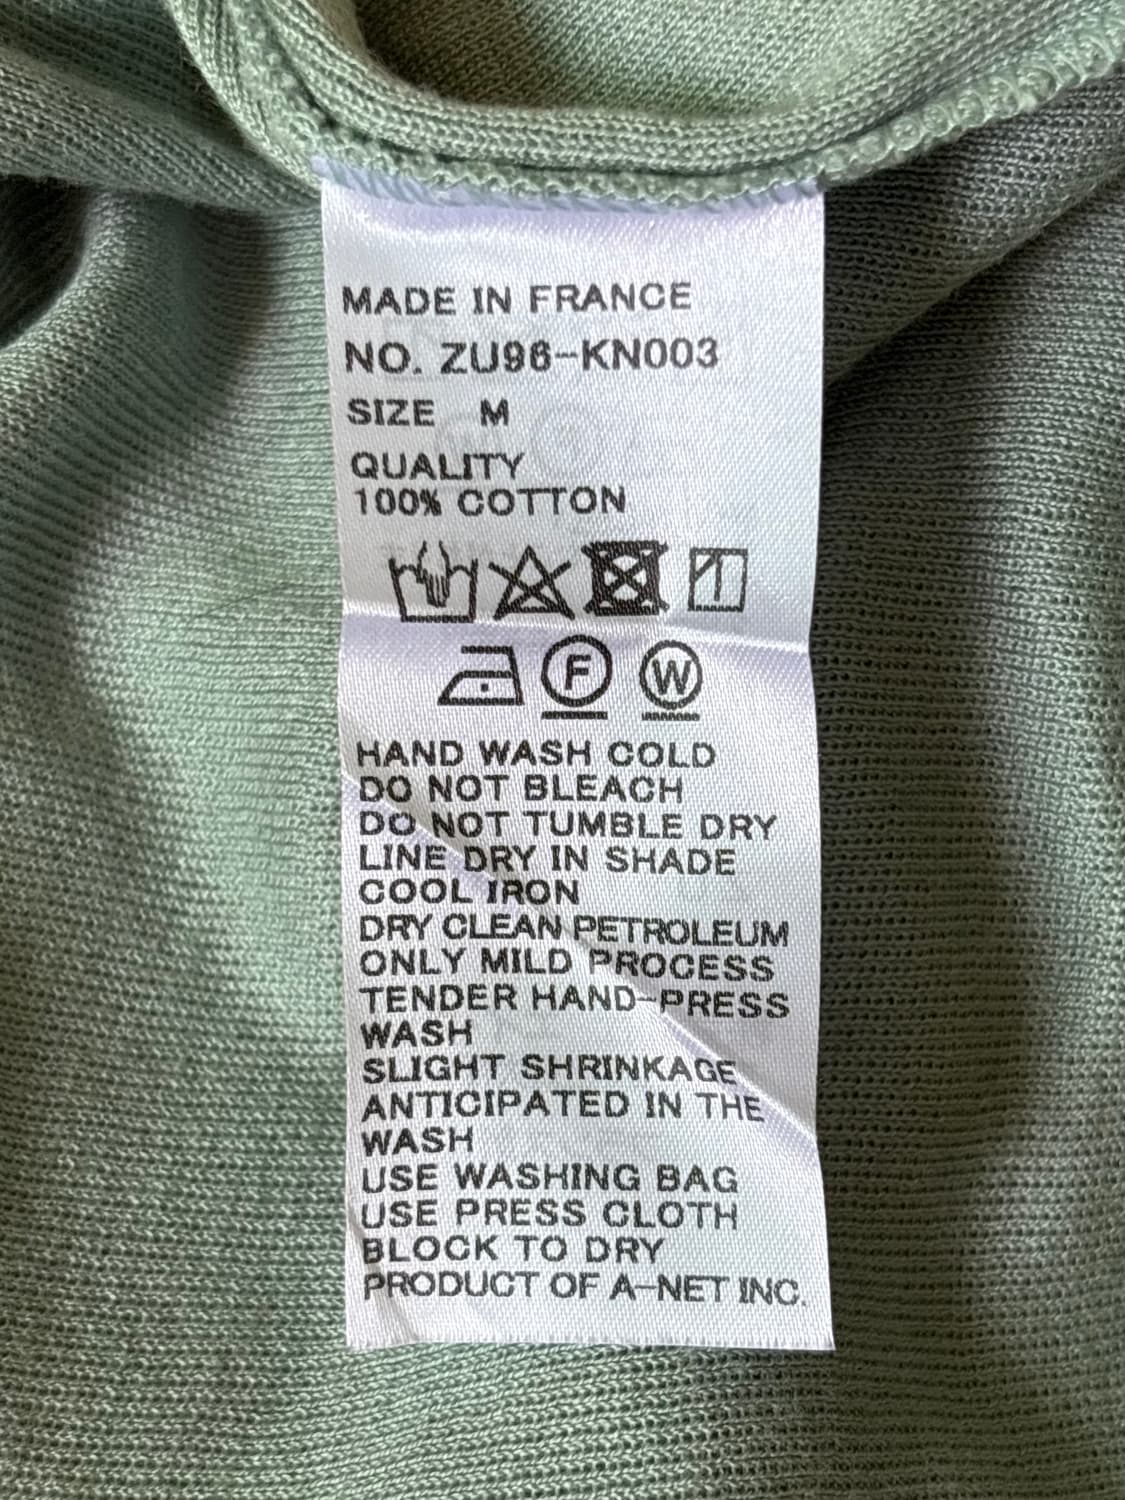 MADE IN FRANCE
NO. ZU96-KN003
SIZE M
QUALITY
100% COTTON
F W
HAND WASH COLD
DO NOT BLEACH
DO NOT TUMBLE DRY
LINE DRY IN SHADE
COOL IRON
DRY CLEAN PETROLEUM
ONLY MILD PROCESS
TENDER HAND-PRESS
WASH
SLIGHT SHRINKAGE
ANTICIPATED IN THE
WASH
USE WASHING BAG
USE PRESS CLOTH
BLOCK TO DRY
PRODUCT OF A-NET INC.